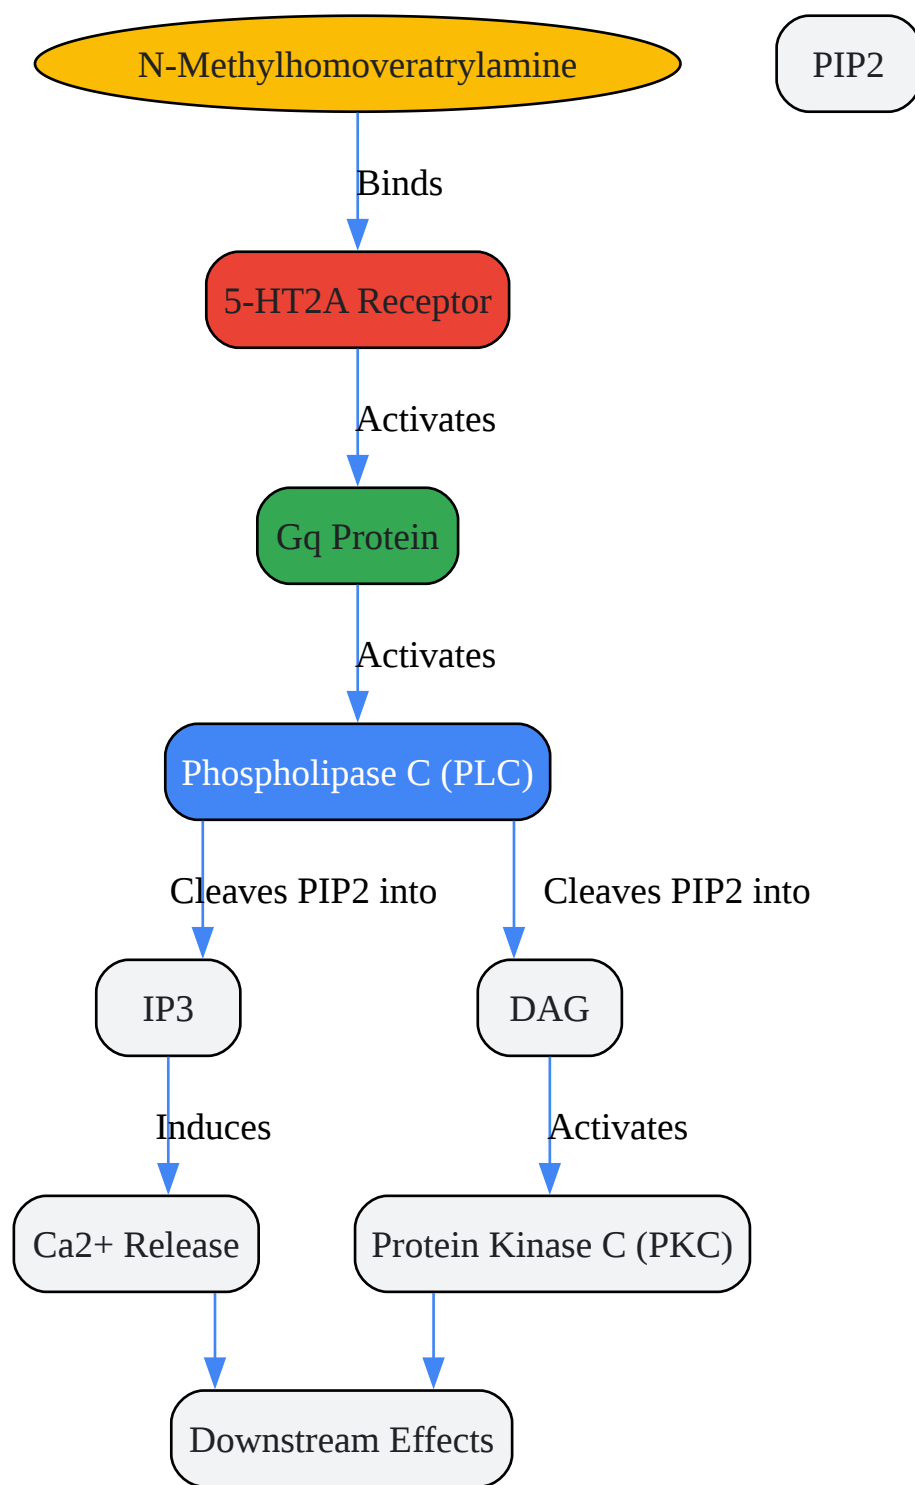 N-Methylhomoveratrylamine
PIP2
Binds
5-HT2A Receptor
Activates
Gq Protein
Activates
Phospholipase C (PLC)
Cleaves PIP2 into
Cleaves PIP2 into
IP3
DAG
Induces
Activates
Ca2+ Release
Protein Kinase C (PKC)
Downstream Effects